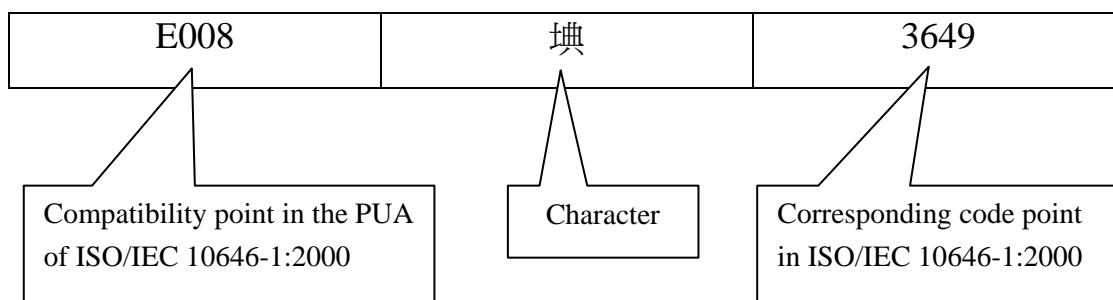 E008 㙉 3649
Compatibility point in the PUA
of ISO/IEC 10646-1:2000
Character
Corresponding code point
in ISO/IEC 10646-1:2000